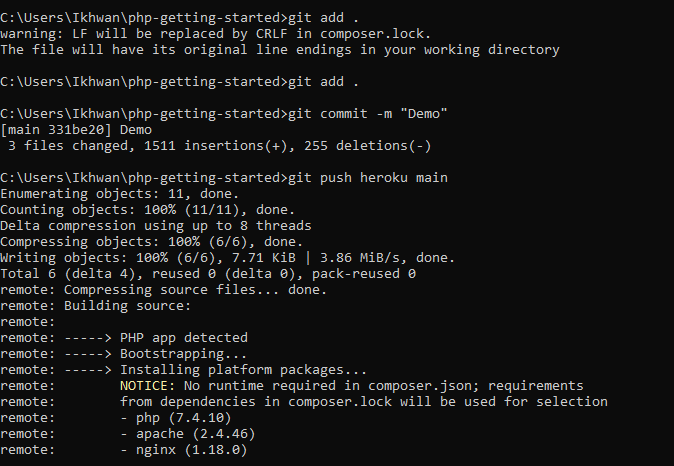 C:\Users\Ikhwan\php-getting-started>git add .
warning: LF will be replaced by CRLF in composer.lock.
The file will have its original line endings in your working directory
C:\Users\Ikhwan\php-getting-started>git add .
C:\Users\Ikhwan\php-getting-started>git commit -m "Demo"
[main 331be20] Demo
 3 files changed, 1511 insertions(+), 255 deletions(-)
C:\Users\Ikhwan\php-getting-started>git push heroku main
Enumerating objects: 11, done.
Counting objects: 100% (11/11), done.
Delta compression using up to 8 threads
Compressing objects: 100% (6/6), done.
Writing objects: 100% (6/6), 7.71 KiB | 3.86 MiB/s, done.
Total 6 (delta 4), reused 0 (delta 0), pack-reused 0
remote: Compressing source files... done.
remote: Building source:
remote:
remote: -----> PHP app detected
remote: -----> Bootstrapping...
remote: -----> Installing platform packages...
remote:        NOTICE: No runtime required in composer.json; requirements
remote:        from dependencies in composer.lock will be used for selection
remote:        - php (7.4.10)
remote:        - apache (2.4.46)
remote:        - nginx (1.18.0)